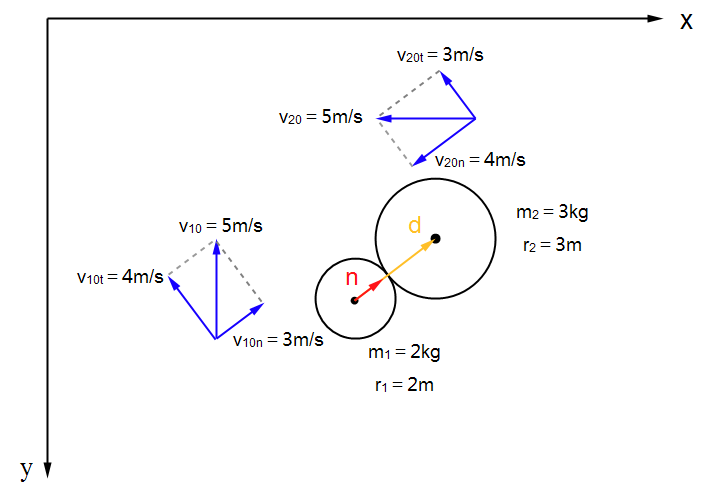 x
v20t = 3m/s
v20 = 5m/s
v20n = 4m/s
m2 = 3kg
d
r2 = 3m
v10 = 5m/s
v10t = 4m/s
n
v10n = 3m/s
m1 = 2kg
r1 = 2m
y